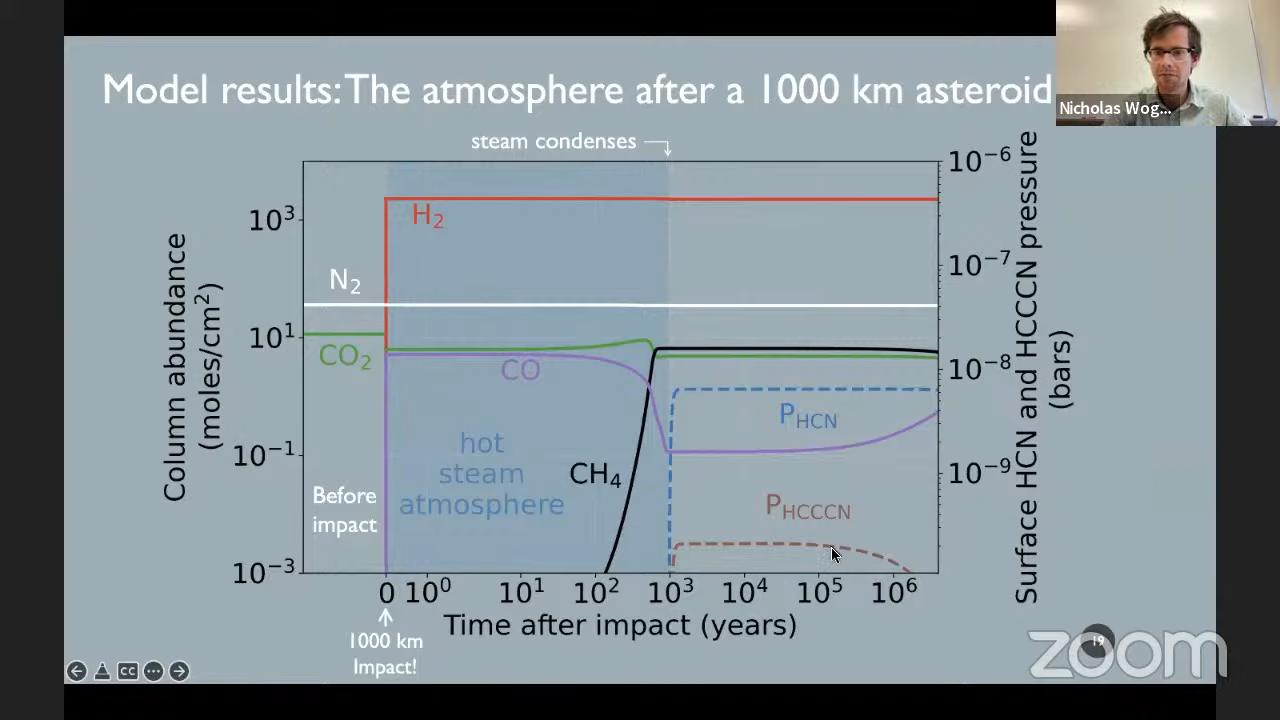 Model results: The atmosphere after a 1000 km asteroid
Nicholas Wog...
steam condenses
Column abundance
(moles/cm²)
10³
10¹
10⁻¹
10⁻³
H₂
N₂
CO₂
CO
CH₄
hot
steam
atmosphere
Before
impact
P_HCN
P_HCCCN
10⁻⁶
10⁻⁷
10⁻⁸
10⁻⁹
Surface HCN and HCCCN pressure
(bars)
0 10⁰ 10¹ 10² 10³ 10⁴ 10⁵ 10⁶
Time after impact (years)
1000 km
Impact!
CC
19
zoom